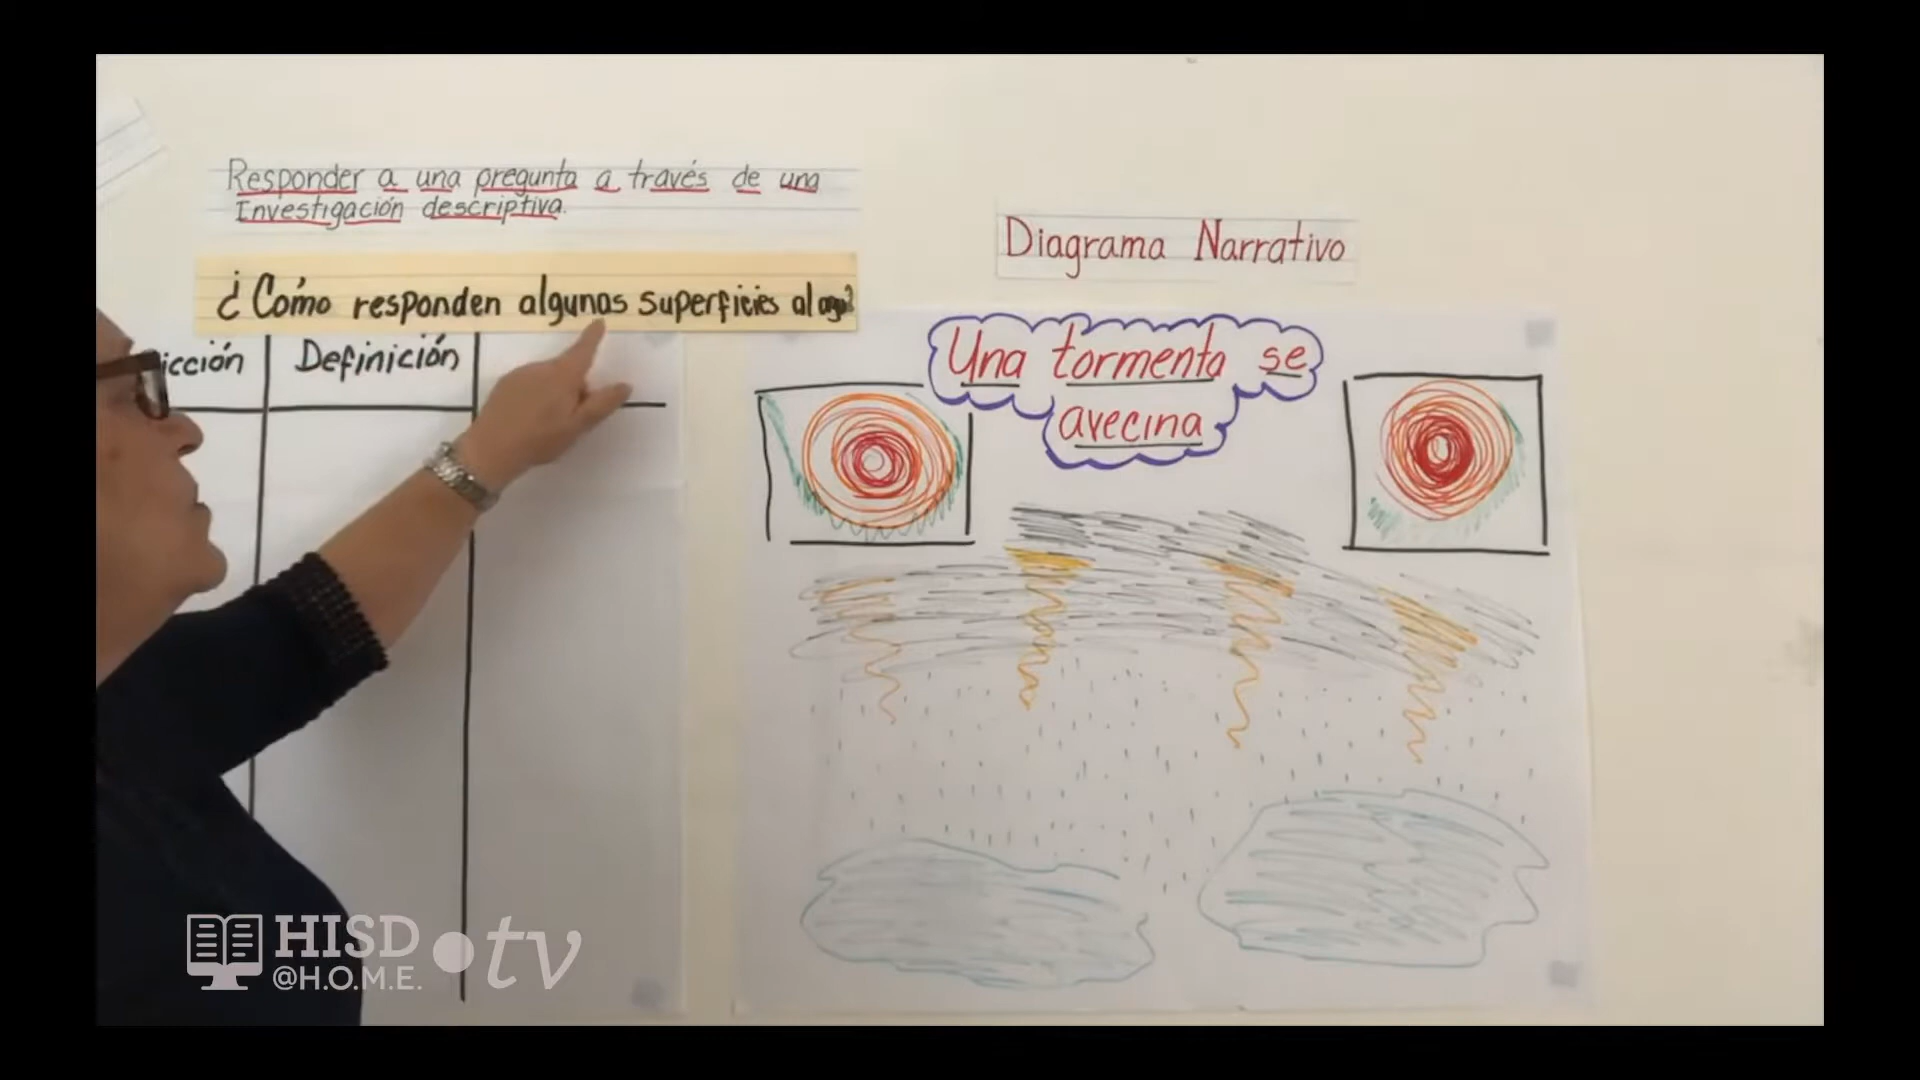 Responder a una pregunta a través de una
Investigación descriptiva.
¿Cómo responden algunas superficies al agua?
icción
Definición
Diagrama Narrativo
Una tormenta se
avecina
HISD
@H.O.M.E.
.tv